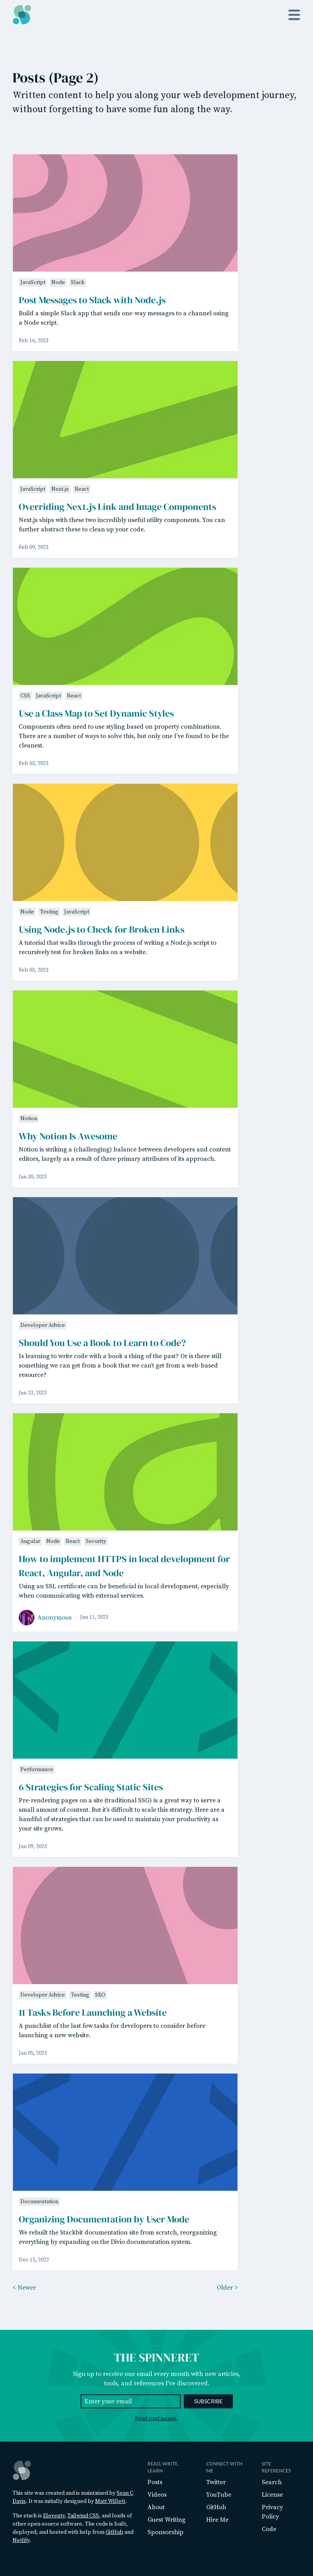 Posts (Page 2)
Written content to help you along your web development journey,
without forgetting to have some fun along the way.
JavaScript Node Slack
Post Messages to Slack with Node.js
Build a simple Slack app that sends one-way messages to a channel using
a Node script.
Feb 16, 2023
JavaScript Next.js React
Overriding Next.js Link and Image Components
Next.js ships with these two incredibly useful utility components. You can
further abstract these to clean up your code.
Feb 09, 2023
CSS JavaScript React
Use a Class Map to Set Dynamic Styles
Components often need to use styling based on property combinations.
There are a number of ways to solve this, but only one I've found to be the
cleanest.
Feb 03, 2023
Node Testing JavaScript
Using Node.js to Check for Broken Links
A tutorial that walks through the process of writing a Node.js script to
recursively test for broken links on a website.
Feb 02, 2023
Notion
Why Notion Is Awesome
Notion is striking a (challenging) balance between developers and content
editors, largely as a result of three primary attributes of its approach.
Jan 30, 2023
Developer Advice
Should You Use a Book to Learn to Code?
Is learning to write code with a book a thing of the past? Or is there still
something we can get from a book that we can't get from a web-based
resource?
Jan 23, 2023
Angular Node React Security
How to implement HTTPS in local development for
React, Angular, and Node
Using an SSL certificate can be beneficial in local development, especially
when communicating with external services.
Anonymous Jan 11, 2023
Performance
6 Strategies for Scaling Static Sites
Pre-rendering pages on a site (traditional SSG) is a great way to serve a
small amount of content. But it's difficult to scale this strategy. Here are a
handful of strategies that can be used to maintain your productivity as
your site grows.
Jan 09, 2023
Developer Advice Testing SEO
11 Tasks Before Launching a Website
A punchlist of the last few tasks for developers to consider before
launching a new website.
Jan 05, 2023
Documentation
Organizing Documentation by User Mode
We rebuilt the Stackbit documentation site from scratch, reorganizing
everything by expanding on the Divio documentation system.
Dec 15, 2022
< Newer Older >
THE SPINNERET
Sign up to receive one email every month with new articles,
tools, and references I've discovered.
Enter your email SUBSCRIBE
Read past issues.
This site was created and is maintained by Sean C
Davis. It was initially designed by Matt Willett.
The stack is Eleventy, Tailwind CSS, and loads of
other open source software. The code is built,
deployed, and hosted with help from GitHub and
Netlify.
READ, WRITE,
LEARN
Posts
Videos
About
Guest Writing
Sponsorship
CONNECT WITH
ME
Twitter
YouTube
GitHub
Hire Me
SITE
REFERENCES
Search
License
Privacy
Policy
Code